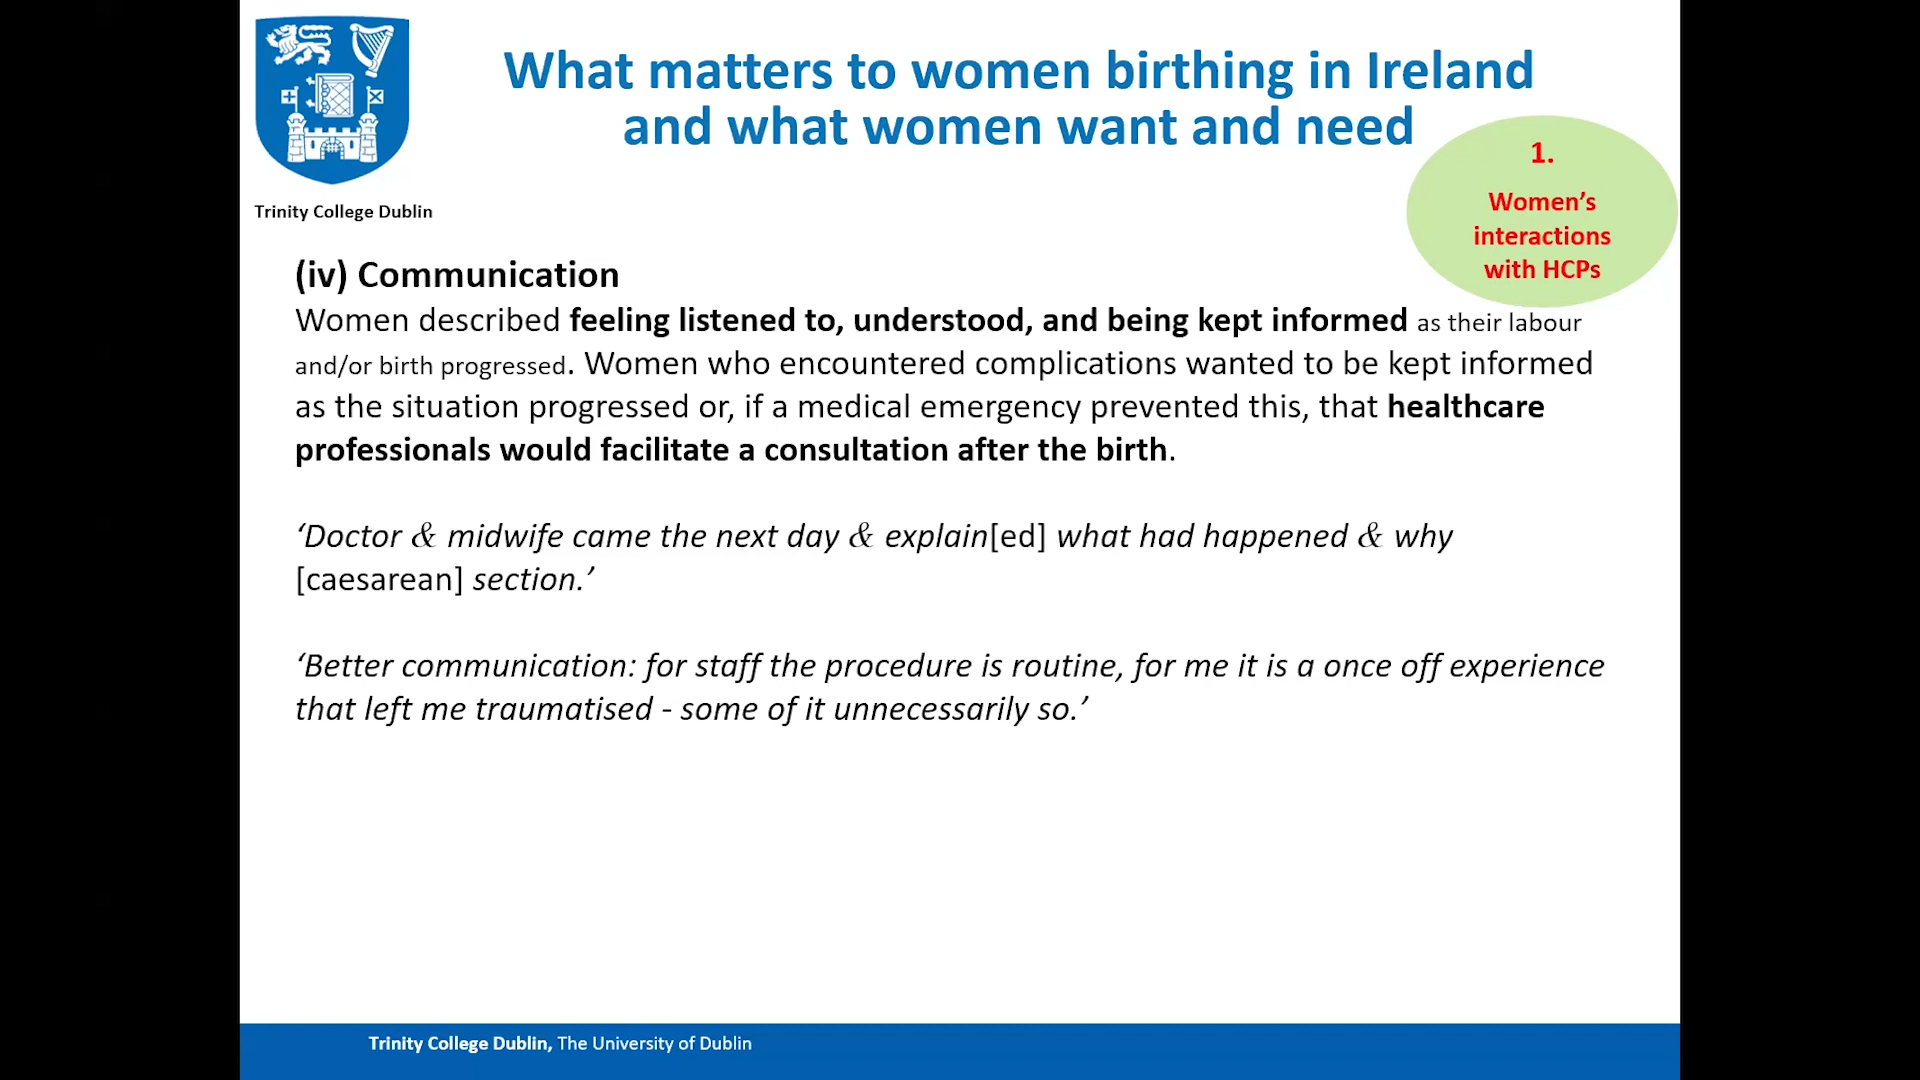 What matters to women birthing in Ireland
and what women want and need
Trinity College Dublin
1.
Women’s
interactions
with HCPs
(iv) Communication
Women described feeling listened to, understood, and being kept informed as their labour
and/or birth progressed. Women who encountered complications wanted to be kept informed
as the situation progressed or, if a medical emergency prevented this, that healthcare
professionals would facilitate a consultation after the birth.
‘Doctor & midwife came the next day & explain[ed] what had happened & why
[caesarean] section.’
‘Better communication: for staff the procedure is routine, for me it is a once off experience
that left me traumatised - some of it unnecessarily so.’
Trinity College Dublin, The University of Dublin